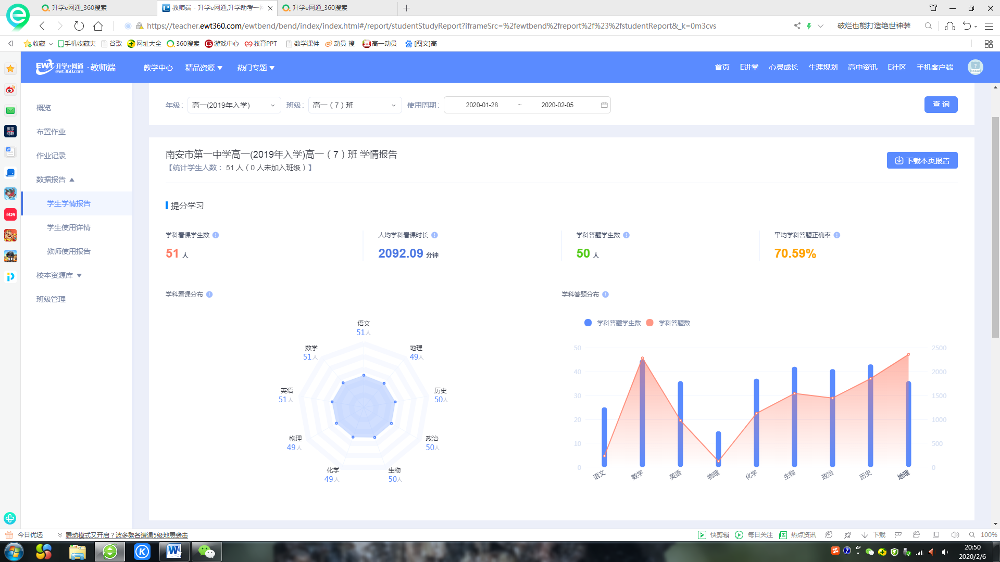 升学e网通_360搜索
教师端 - 升学e网通,升学助考一网
升学e网通_360搜索
https://teacher.ewt360.com/ewtbend/bend/index/index.html#/report/studentStudyReport?iframeSrc=%2fewtbend%2freport%2f%23%2fstudentReport&_k=0m3cvs
破烂也能打造绝世神装
收藏 手机收藏夹 谷歌 网址大全 360搜索 游戏中心 教育PPT 数学课件 动员 搜 高一动员 [图文]高
EWT 升学e网通 ewt360.com ·教师端
教学中心 精品资源 热门专题
首页 E讲堂 心灵成长 生涯规划 高中资讯 E社区 手机客户端
概览
布置作业
作业记录
数据报告
学生学情报告
学生使用详情
教师使用报告
校本资源库
班级管理
年级: 高一(2019年入学) 班级: 高一（7）班 使用周期: 2020-01-28 ~ 2020-02-05 查 询
南安市第一中学高一(2019年入学)高一（7）班 学情报告
【统计学生人数： 51 人（0 人未加入班级）】
下载本页报告
提分学习
学科看课学生数
51 人
人均学科看课时长
2092.09 分钟
学科答题学生数
50 人
平均学科答题正确率
70.59%
学科看课分布
语文
51人
数学
51人
地理
49人
英语
51人
历史
50人
物理
49人
政治
50人
化学
49人
生物
50人
学科答题分布
学科答题学生数 学科答题数
50 2500
40 2000
30 1500
20 1000
10 500
0 0
语文 数学 英语 物理 化学 生物 政治 历史 地理
今日优选 震动模式又开启？波多黎各遭遇5级地震袭击
快剪辑 每日关注 热点资讯 下载 100%
20:50
2020/2/6